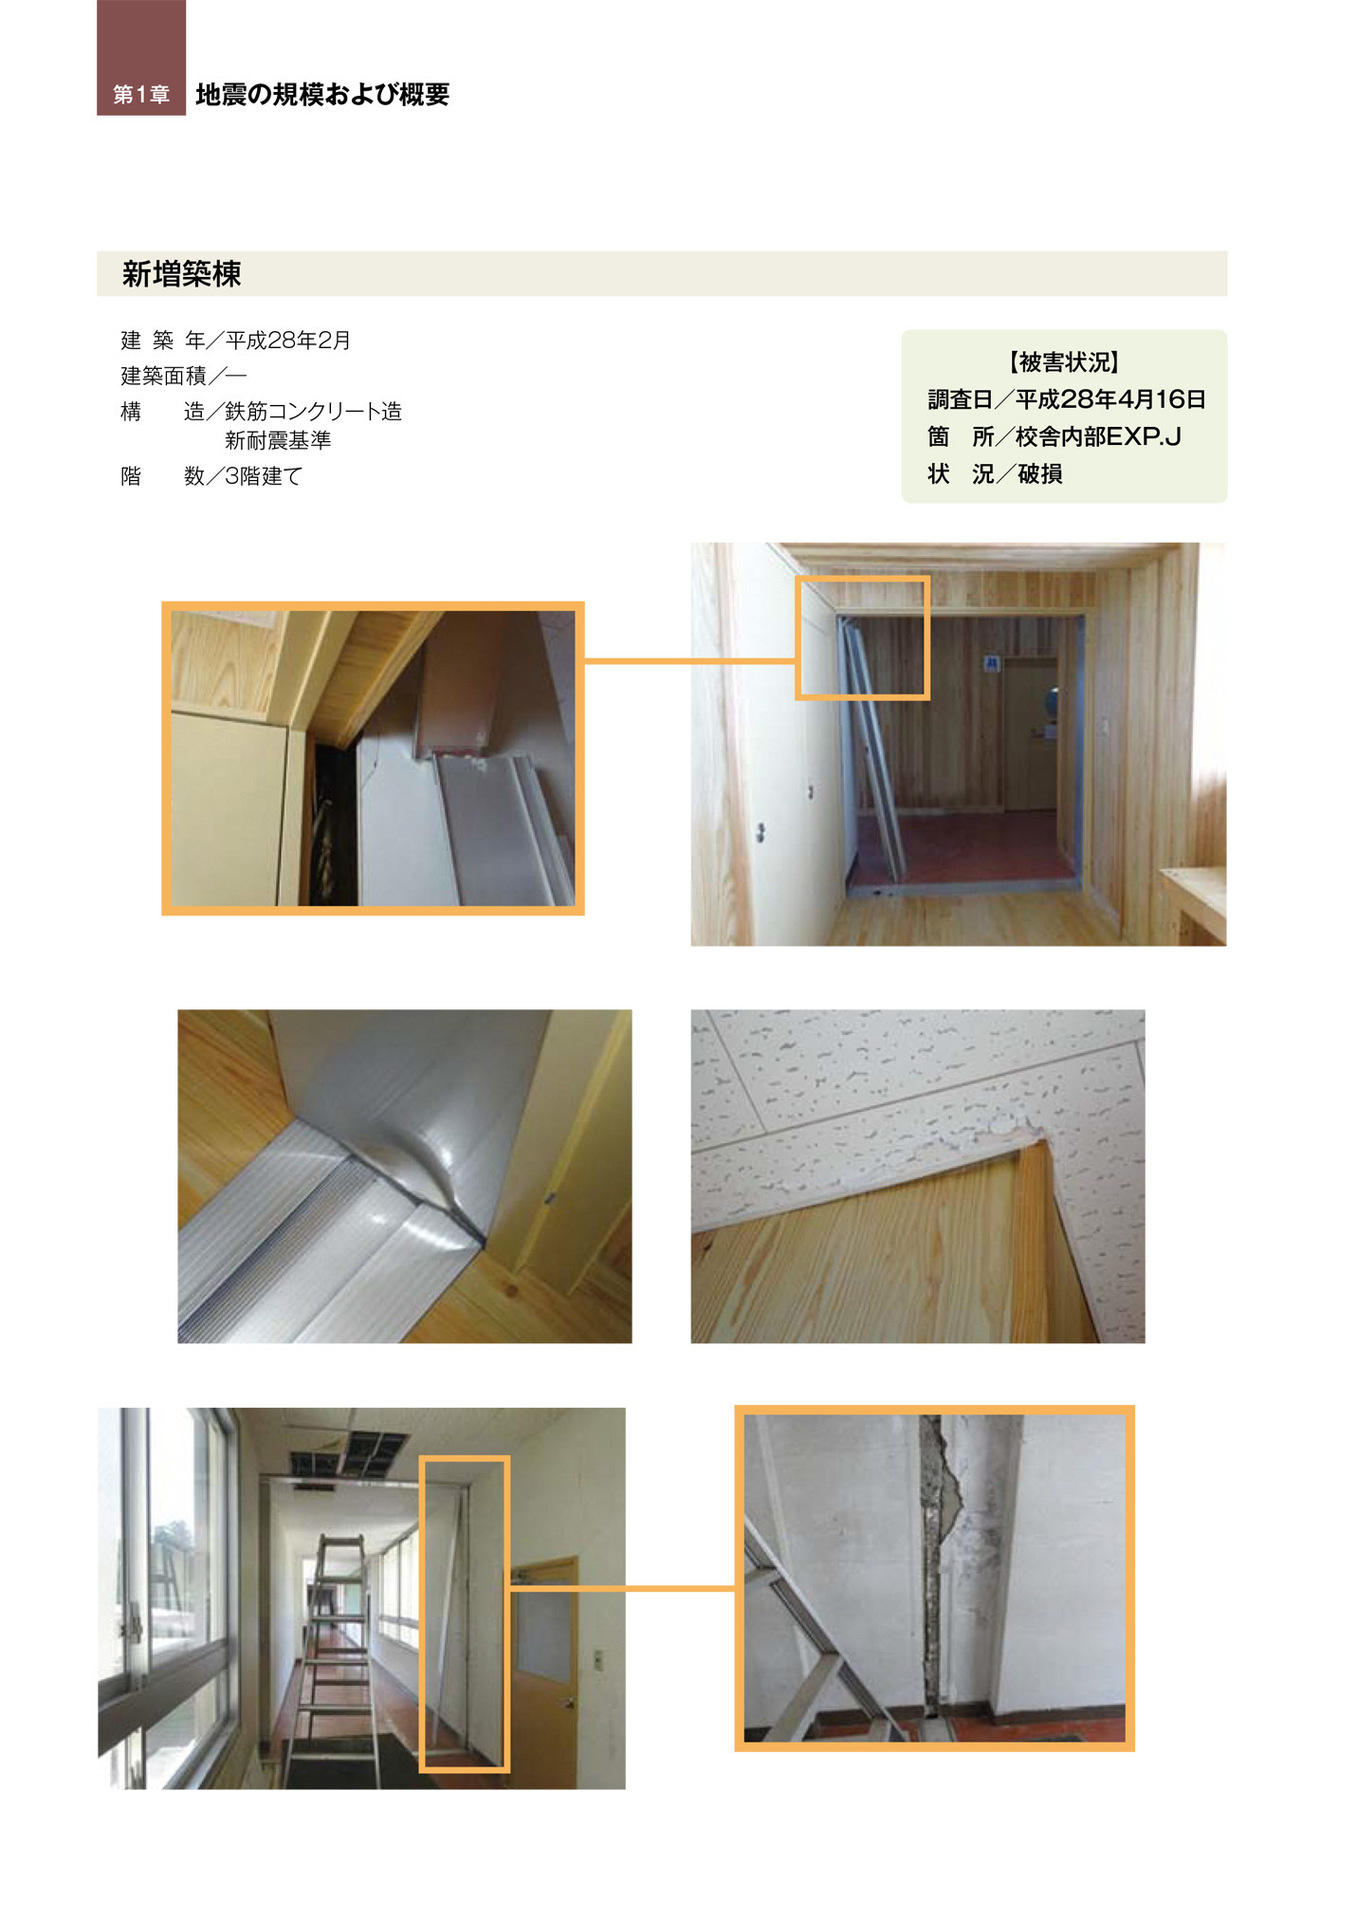 第1章 地震の規模および概要
新増築棟
建築年／平成28年2月
建築面積／―
構造／鉄筋コンクリート造
新耐震基準
階数／3階建て
【被害状況】
調査日／平成28年4月16日
箇所／校舎内部EXP.J
状況／破損